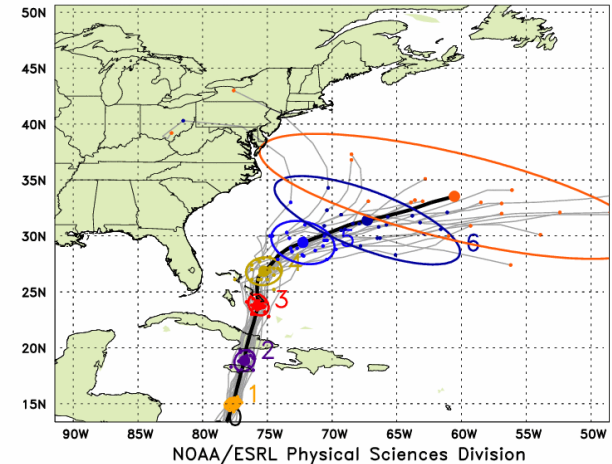 50N
45N
40N
35N
30N
25N
20N
15N
6
5
4
3
2
1
0
90W 85W 80W 75W 70W 65W 60W 55W 50W
NOAA/ESRL Physical Sciences Division